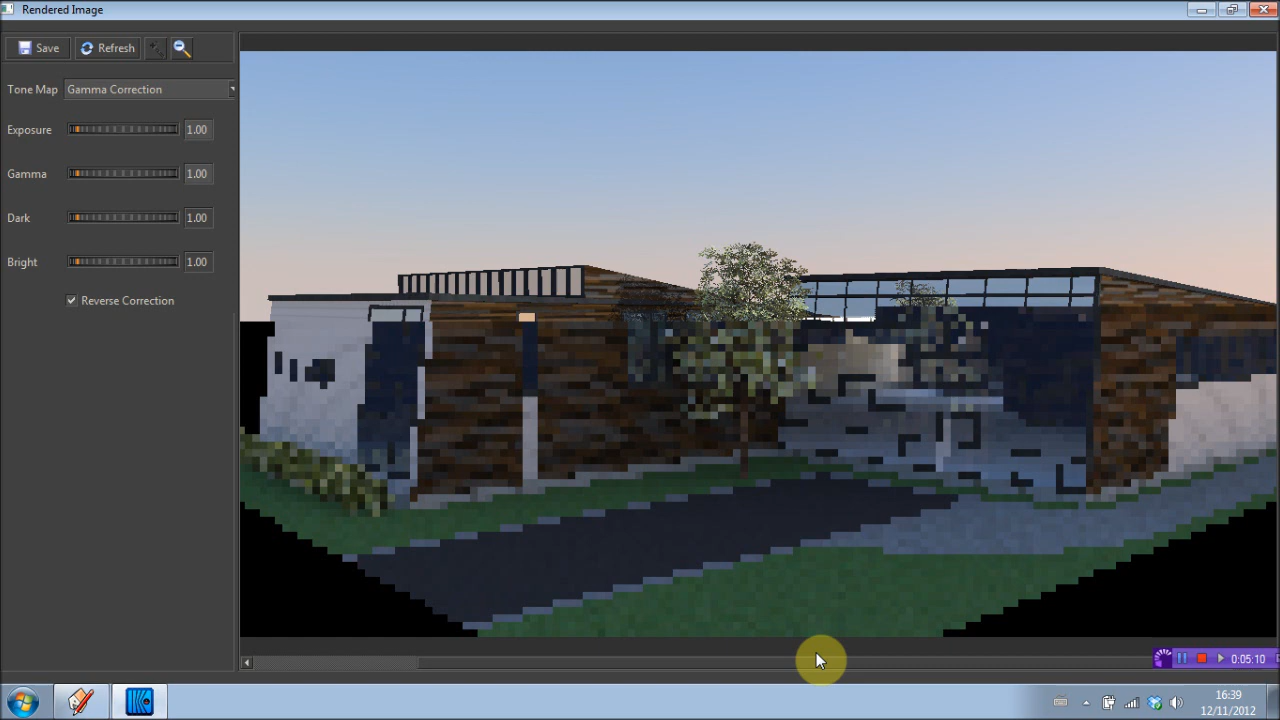 Rendered Image
Save Refresh
Tone Map Gamma Correction
Exposure 1.00
Gamma 1.00
Dark 1.00
Bright 1.00
Reverse Correction
0:05:10
16:39
12/11/2012